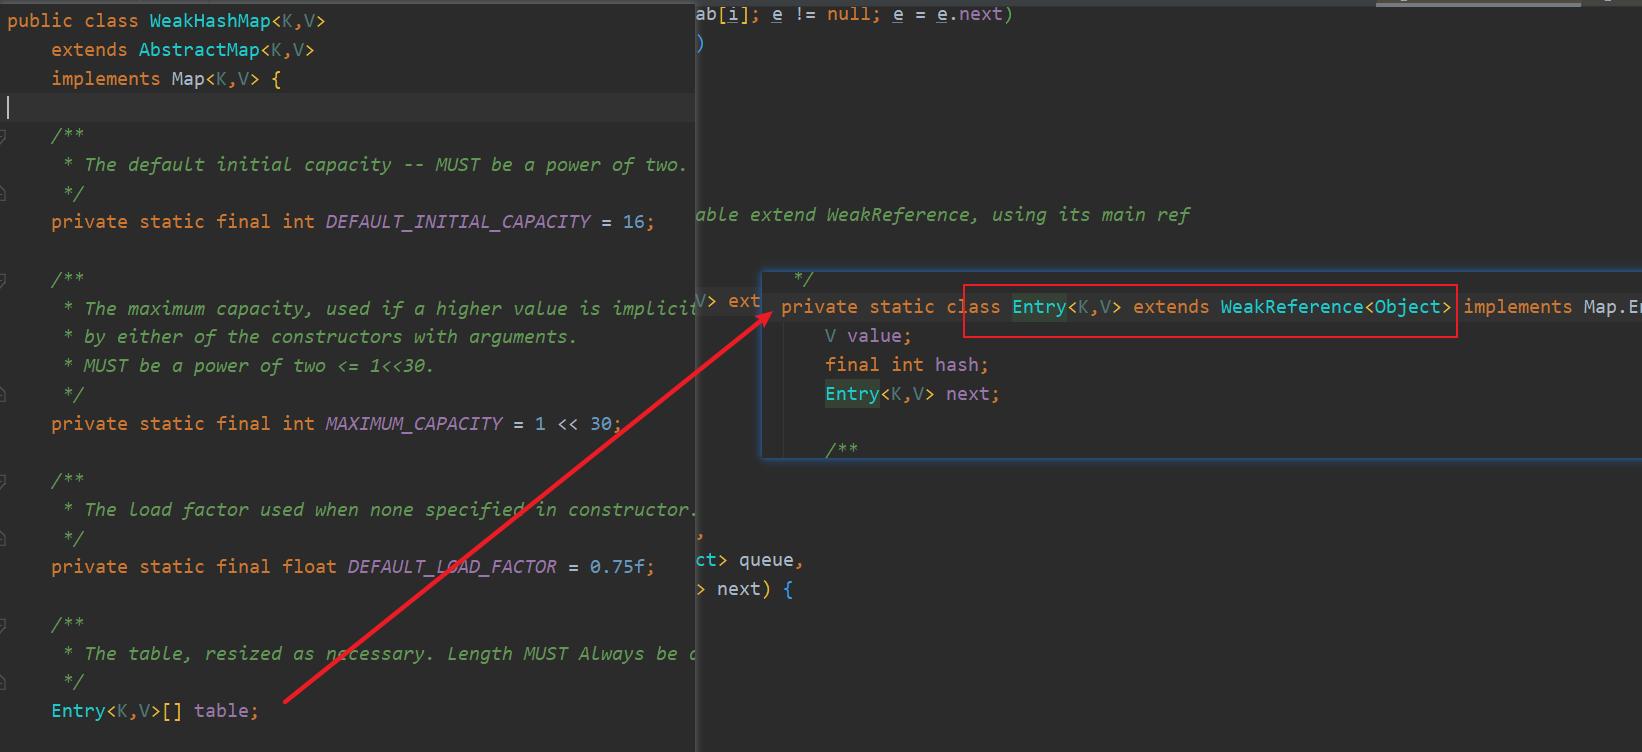 public class WeakHashMap<K,V>
    extends AbstractMap<K,V>
    implements Map<K,V> {
    /**
     * The default initial capacity -- MUST be a power of two.
     */
    private static final int DEFAULT_INITIAL_CAPACITY = 16;
    /**
     * The maximum capacity, used if a higher value is implicit
     * by either of the constructors with arguments.
     * MUST be a power of two <= 1<<30.
     */
    private static final int MAXIMUM_CAPACITY = 1 << 30;
    /**
     * The load factor used when none specified in constructor.
     */
    private static final float DEFAULT_LOAD_FACTOR = 0.75f;
    /**
     * The table, resized as necessary. Length MUST Always be a
     */
    Entry<K,V>[] table;
ab[i]; e != null; e = e.next)
)
able extend WeakReference, using its main ref
V> ext
*/
private static class Entry<K,V> extends WeakReference<Object> implements Map.En
    V value;
    final int hash;
    Entry<K,V> next;
    /**
,
ct> queue,
> next) {